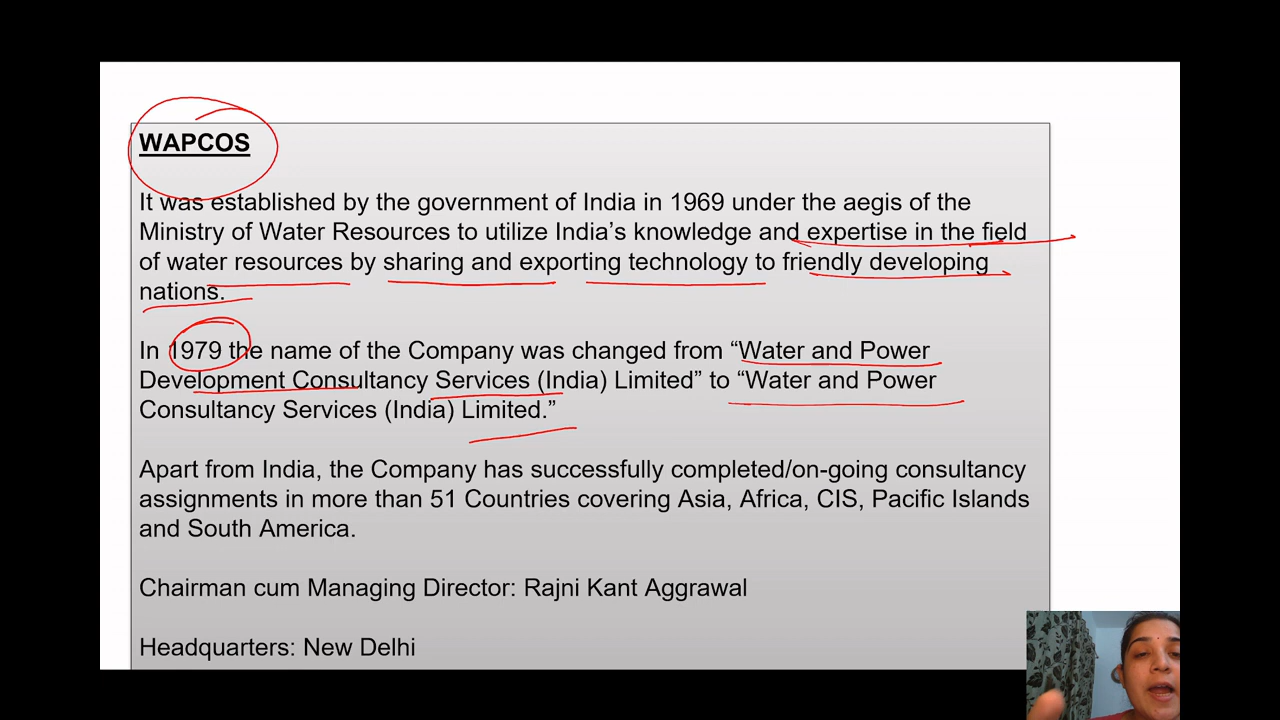 WAPCOS
It was established by the government of India in 1969 under the aegis of the
Ministry of Water Resources to utilize India’s knowledge and expertise in the field
of water resources by sharing and exporting technology to friendly developing
nations.
In 1979 the name of the Company was changed from “Water and Power
Development Consultancy Services (India) Limited” to “Water and Power
Consultancy Services (India) Limited.”
Apart from India, the Company has successfully completed/on-going consultancy
assignments in more than 51 Countries covering Asia, Africa, CIS, Pacific Islands
and South America.
Chairman cum Managing Director: Rajni Kant Aggrawal
Headquarters: New Delhi